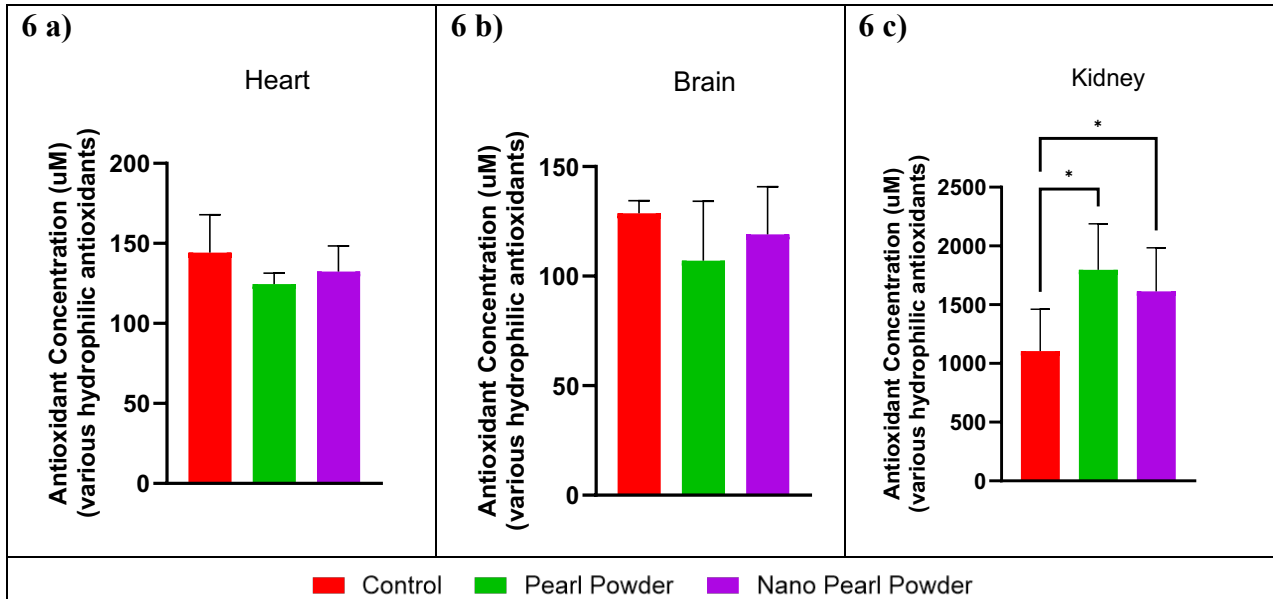 6 a)
Heart
Antioxidant Concentration (uM)
(various hydrophilic antioxidants)
200
150
100
50
0
6 b)
Brain
Antioxidant Concentration (uM)
(various hydrophilic antioxidants)
150
100
50
0
6 c)
Kidney
*
*
Antioxidant Concentration (uM)
(various hydrophilic antioxidants)
2500
2000
1500
1000
500
0
Control Pearl Powder Nano Pearl Powder